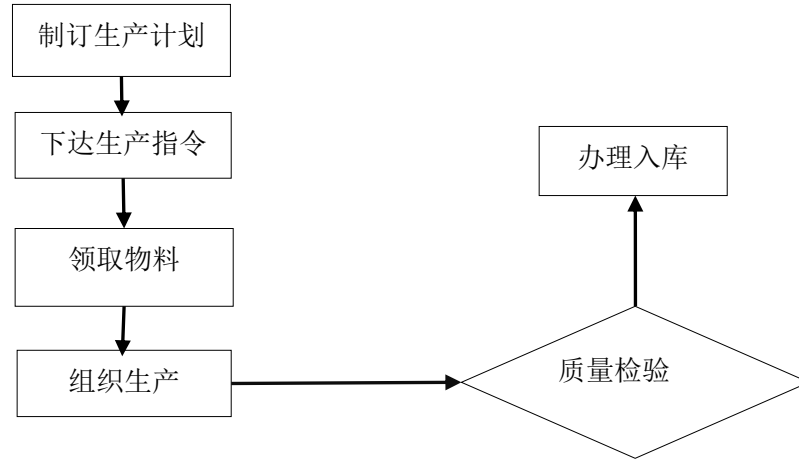 制订生产计划
下达生产指令
领取物料
组织生产
质量检验
办理入库